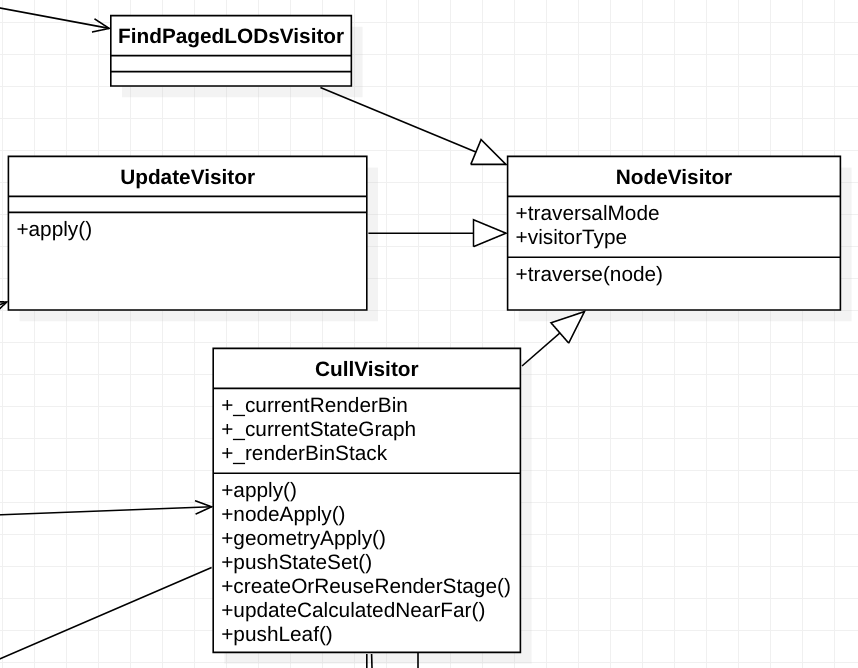 FindPagedLODsVisitor
UpdateVisitor
+apply()
NodeVisitor
+traversalMode
+visitorType
+traverse(node)
CullVisitor
+_currentRenderBin
+_currentStateGraph
+_renderBinStack
+apply()
+nodeApply()
+geometryApply()
+pushStateSet()
+createOrReuseRenderStage()
+updateCalculatedNearFar()
+pushLeaf()